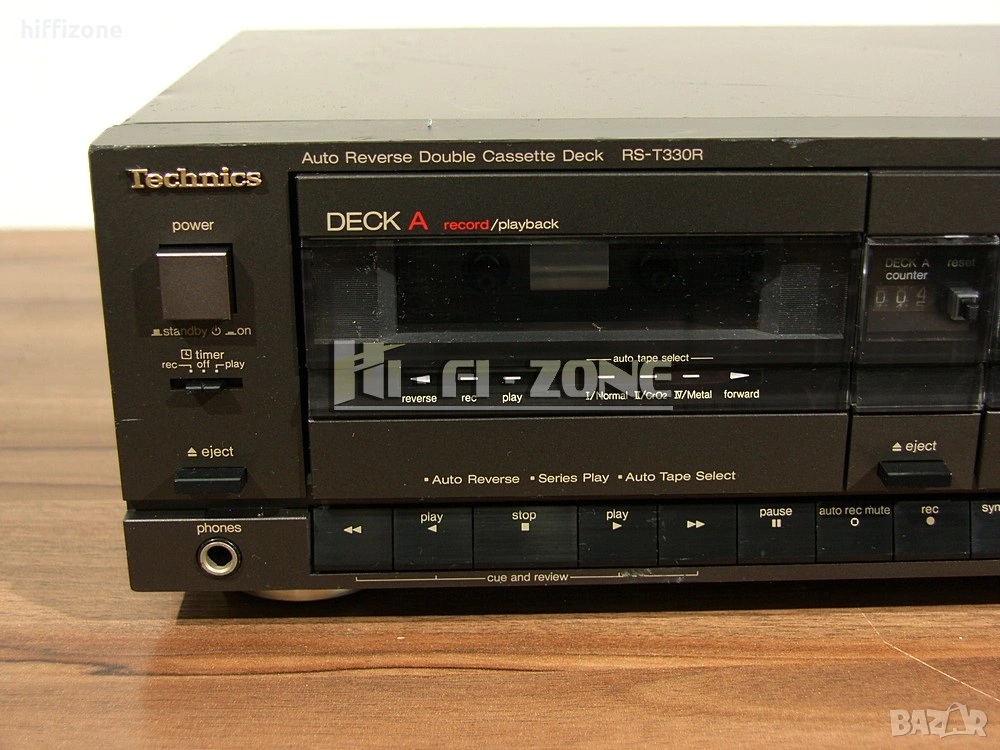 hiffizone
Auto Reverse Double Cassette Deck RS-T330R
Technics
power
standby on
timer
rec off play
eject
phones
DECK A record/playback
DECK A reset
counter
HI-FI-ZONE
auto tape select
reverse rec play I/Normal II/CrO2 IV/Metal forward
eject
Auto Reverse Series Play Auto Tape Select
play stop play pause auto rec mute rec syn
cue and review
BAZAR